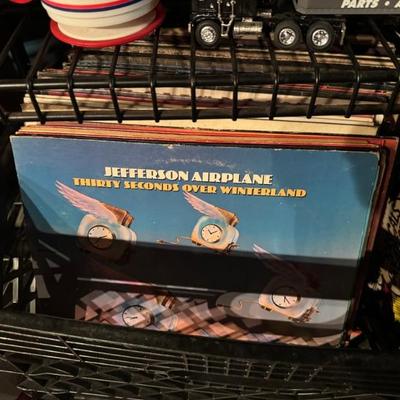 PARTS • A
JEFFERSON AIRPLANE
THIRTY SECONDS OVER WINTERLAND